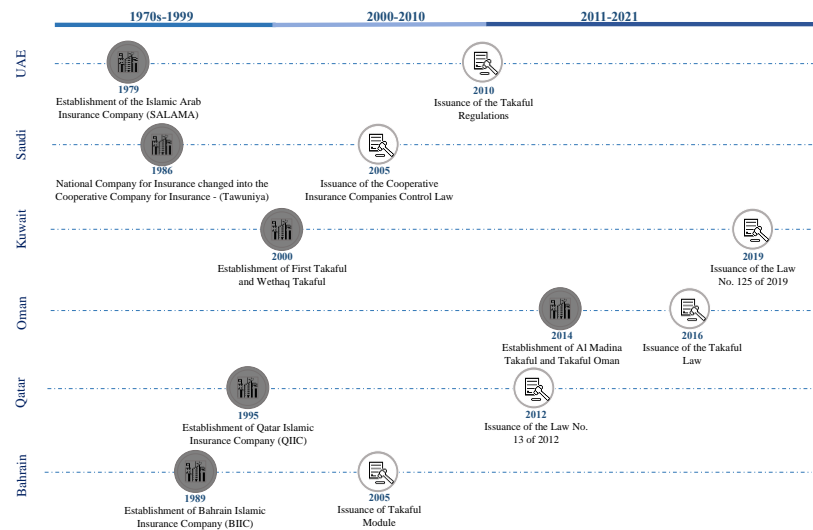 1970s-1999
2000-2010
2011-2021
UAE
1979
Establishment of the Islamic Arab
Insurance Company (SALAMA)
2010
Issuance of the Takaful
Regulations
Saudi
1986
National Company for Insurance changed into the
Cooperative Company for Insurance - (Tawuniya)
2005
Issuance of the Cooperative
Insurance Companies Control Law
Kuwait
2000
Establishment of First Takaful
and Wethaq Takaful
2019
Issuance of the Law
No. 125 of 2019
Oman
2014
Establishment of Al Madina
Takaful and Takaful Oman
2016
Issuance of the Takaful
Law
Qatar
1995
Establishment of Qatar Islamic
Insurance Company (QIIC)
2012
Issuance of the Law No.
13 of 2012
Bahrain
1989
Establishment of Bahrain Islamic
Insurance Company (BIIC)
2005
Issuance of Takaful
Module